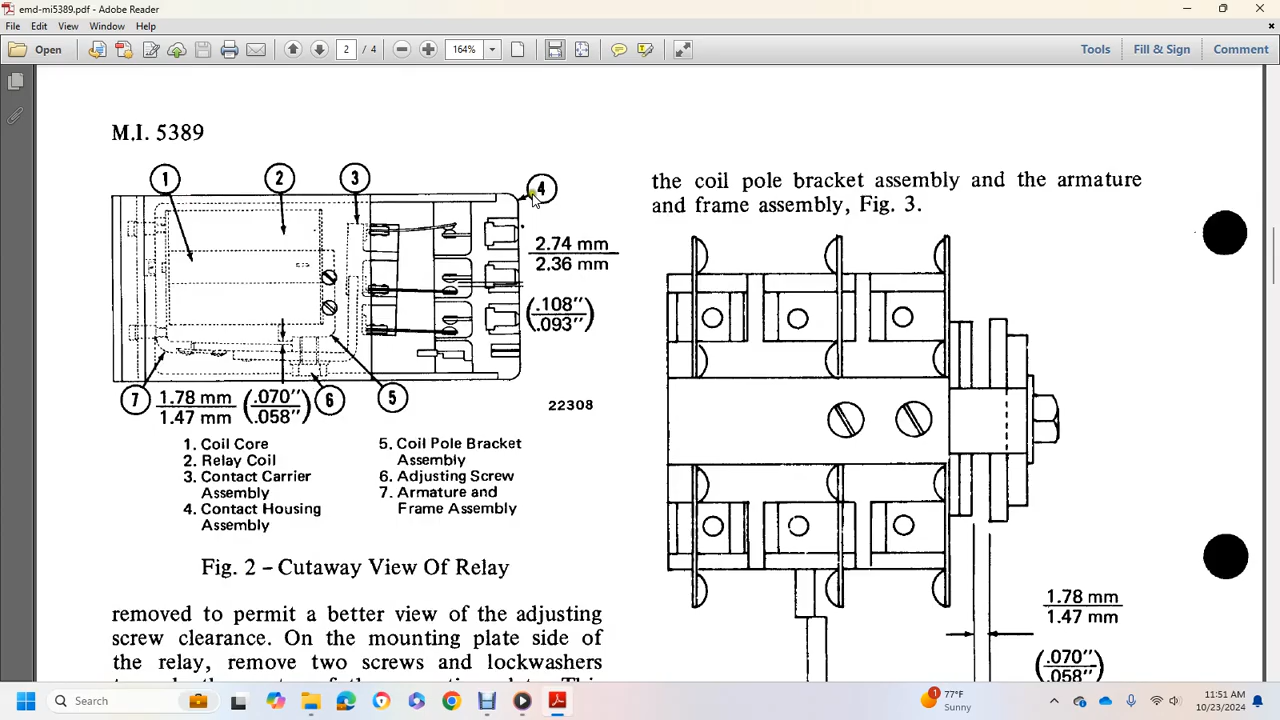 emd-mi5389.pdf - Adobe Reader
File Edit View Window Help
Open 2 / 4 164% Tools Fill & Sign Comment
M.I. 5389
1 2 3 4
2.74 mm
2.36 mm
(.108")
(.093")
7 1.78 mm (.070") 6 5
1.47 mm (.058")
22308
1. Coil Core
2. Relay Coil
3. Contact Carrier
Assembly
4. Contact Housing
Assembly
5. Coil Pole Bracket
Assembly
6. Adjusting Screw
7. Armature and
Frame Assembly
Fig. 2 – Cutaway View Of Relay
removed to permit a better view of the adjusting
screw clearance. On the mounting plate side of
the relay, remove two screws and lockwashers
the coil pole bracket assembly and the armature
and frame assembly, Fig. 3.
1.78 mm
1.47 mm
(.070")
.058"
Search
1
77°F
Sunny
11:51 AM
10/23/2024